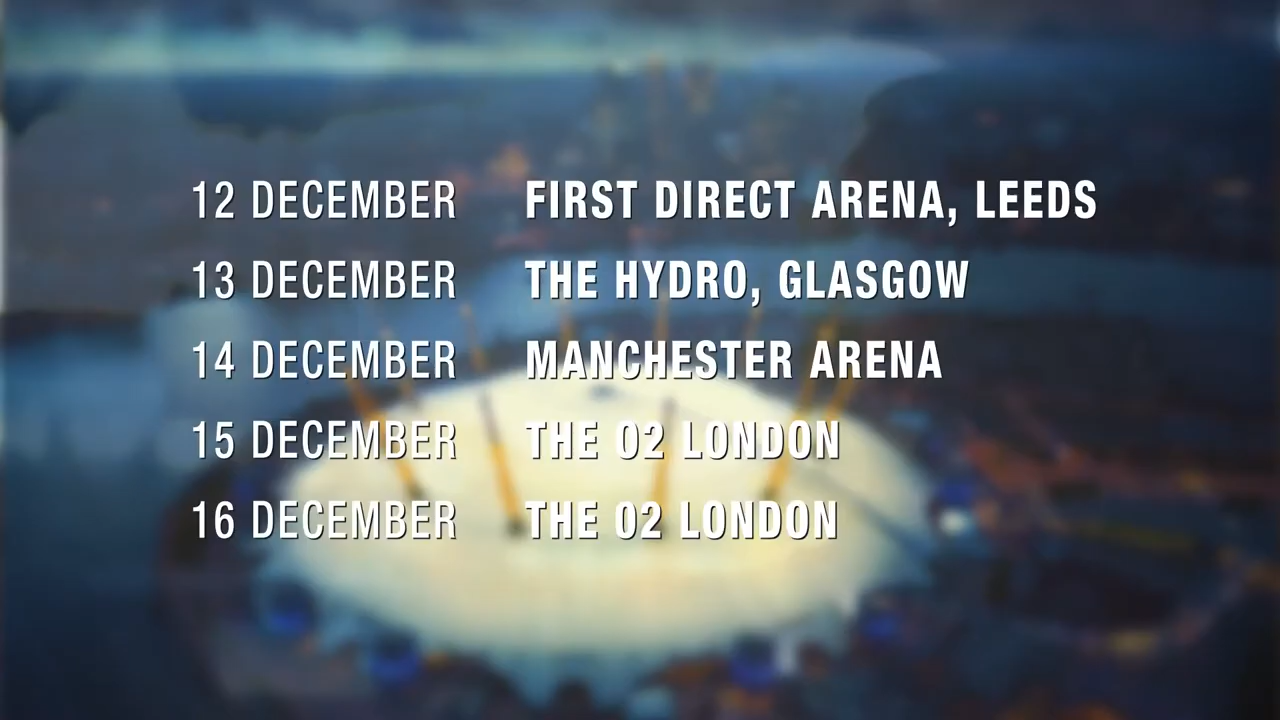 12 DECEMBER FIRST DIRECT ARENA, LEEDS
13 DECEMBER THE HYDRO, GLASGOW
14 DECEMBER MANCHESTER ARENA
15 DECEMBER THE O2 LONDON
16 DECEMBER THE O2 LONDON